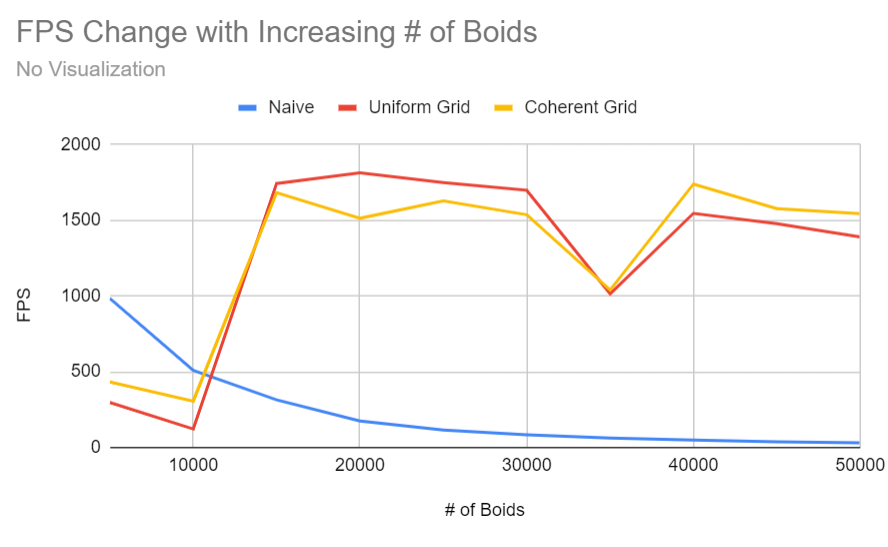 FPS Change with Increasing # of Boids
No Visualization
Naive Uniform Grid Coherent Grid
2000
1500
1000
500
0
FPS
10000 20000 30000 40000 50000
# of Boids